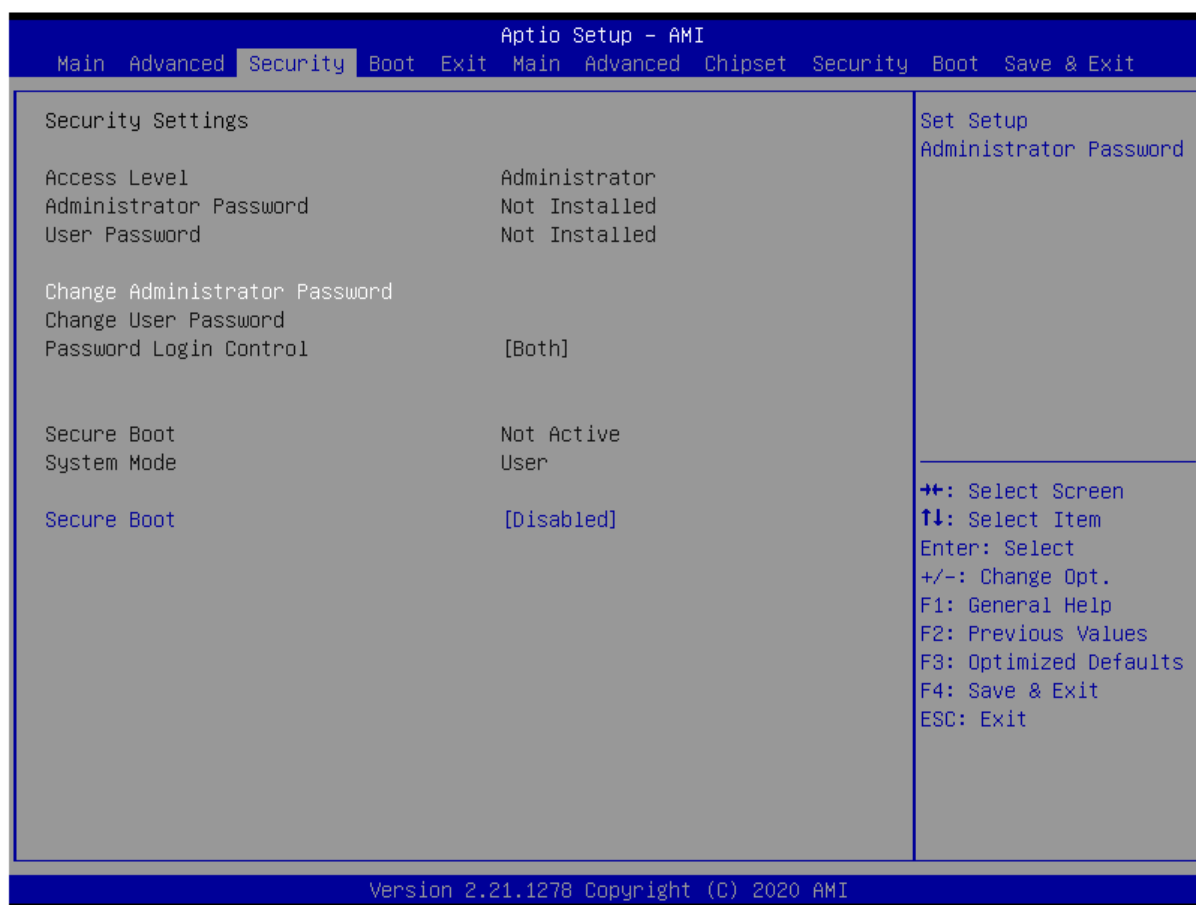 Aptio Setup – AMI
Main Advanced Security Boot Exit Main Advanced Chipset Security Boot Save & Exit
Security Settings
Access Level Administrator
Administrator Password Not Installed
User Password Not Installed
Change Administrator Password
Change User Password
Password Login Control [Both]
Secure Boot Not Active
System Mode User
Secure Boot [Disabled]
Set Setup
Administrator Password
→←: Select Screen
↑↓: Select Item
Enter: Select
+/-: Change Opt.
F1: General Help
F2: Previous Values
F3: Optimized Defaults
F4: Save & Exit
ESC: Exit
Version 2.21.1278 Copyright (C) 2020 AMI